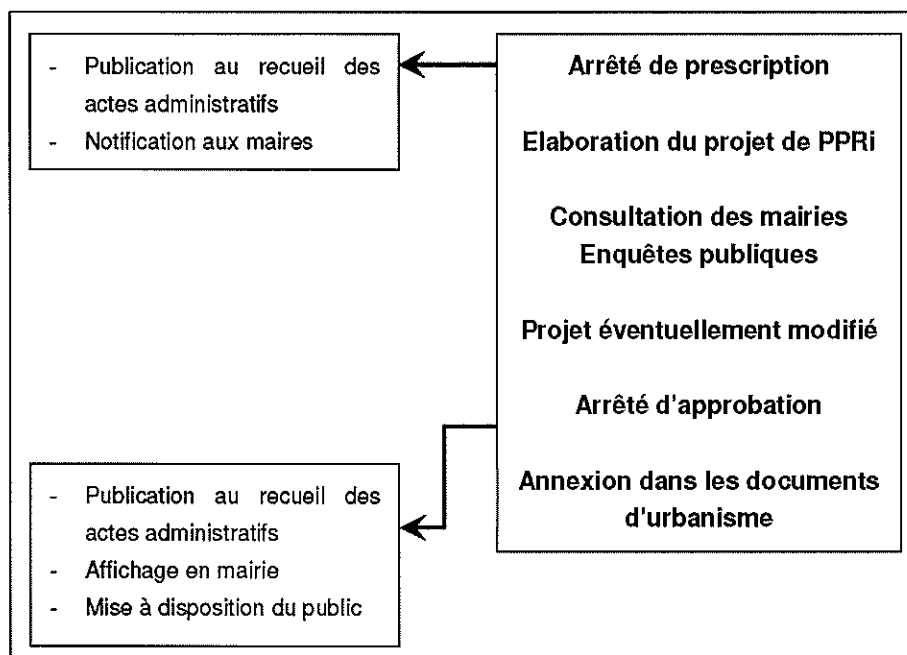 - Publication au recueil des
actes administratifs
- Notification aux maires
Arrêté de prescription
Elaboration du projet de PPRi
Consultation des mairies
Enquêtes publiques
Projet éventuellement modifié
Arrêté d'approbation
Annexion dans les documents
d'urbanisme
- Publication au recueil des
actes administratifs
- Affichage en mairie
- Mise à disposition du public